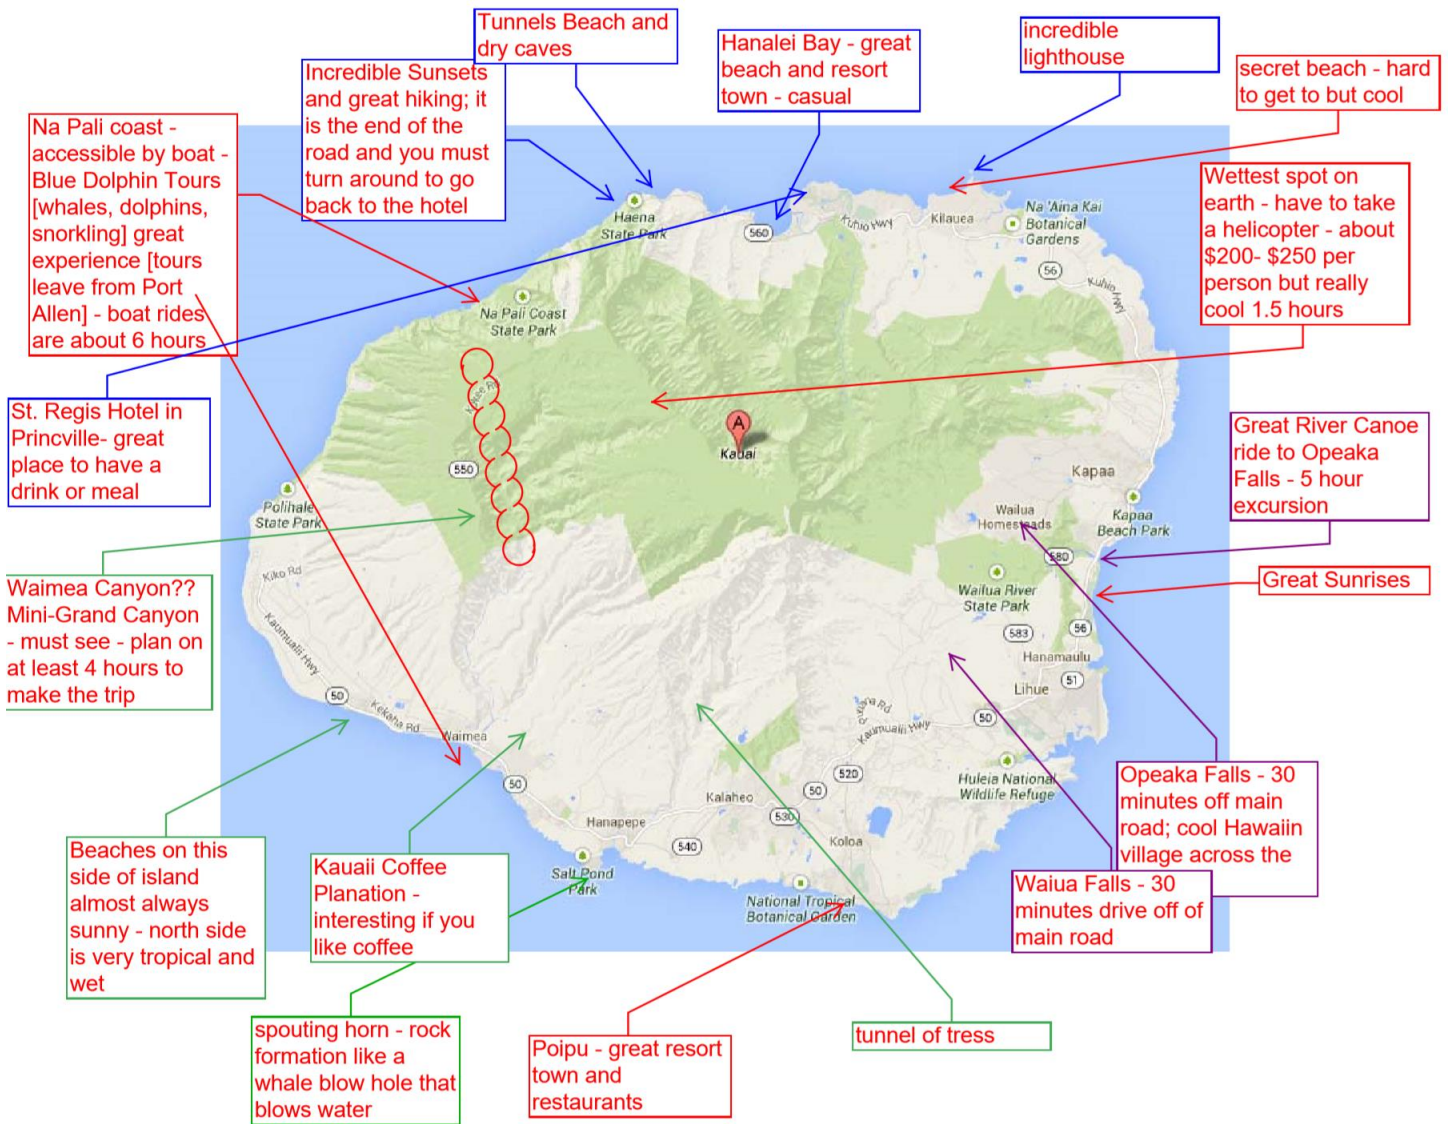 Tunnels Beach and
dry caves
Incredible Sunsets
and great hiking; it
is the end of the
road and you must
turn around to go
back to the hotel
Hanalei Bay - great
beach and resort
town - casual
incredible
lighthouse
secret beach - hard
to get to but cool
Na Pali coast -
accessible by boat -
Blue Dolphin Tours
[whales, dolphins,
snorkling] great
experience [tours
leave from Port
Allen] - boat rides
are about 6 hours
Wettest spot on
earth - have to take
a helicopter - about
$200- $250 per
person but really
cool 1.5 hours
St. Regis Hotel in
Princville- great
place to have a
drink or meal
Great River Canoe
ride to Opeaka
Falls - 5 hour
excursion
Great Sunrises
Waimea Canyon??
Mini-Grand Canyon
- must see - plan on
at least 4 hours to
make the trip
Opeaka Falls - 30
minutes off main
road; cool Hawaiin
village across the
Waiua Falls - 30
minutes drive off of
main road
Beaches on this
side of island
almost always
sunny - north side
is very tropical and
wet
Kauaii Coffee
Planation -
interesting if you
like coffee
spouting horn - rock
formation like a
whale blow hole that
blows water
Poipu - great resort
town and
restaurants
tunnel of tress
Haena
State Park
560
Kuhio Hwy
Kilauea
Na 'Aina Kai
Botanical
Gardens
56
Kuhio Hwy
Na Pali Coast
State Park
Kokee Rd
550
A
Kauai
Polihale
State Park
Kapaa
Kapaa
Beach Park
Wailua
Homesteads
580
Wailua River
State Park
583
56
Hanamaulu
51
Lihue
50
Kiko Rd
Kaumualii Hwy
50
Kekaha Rd
Waimea
50
Kaumualii Hwy
520
50
Huleia National
Wildlife Refuge
Kalaheo
530
Hanapepe
540
Koloa
Salt Pond
Park
National Tropical
Botanical Garden